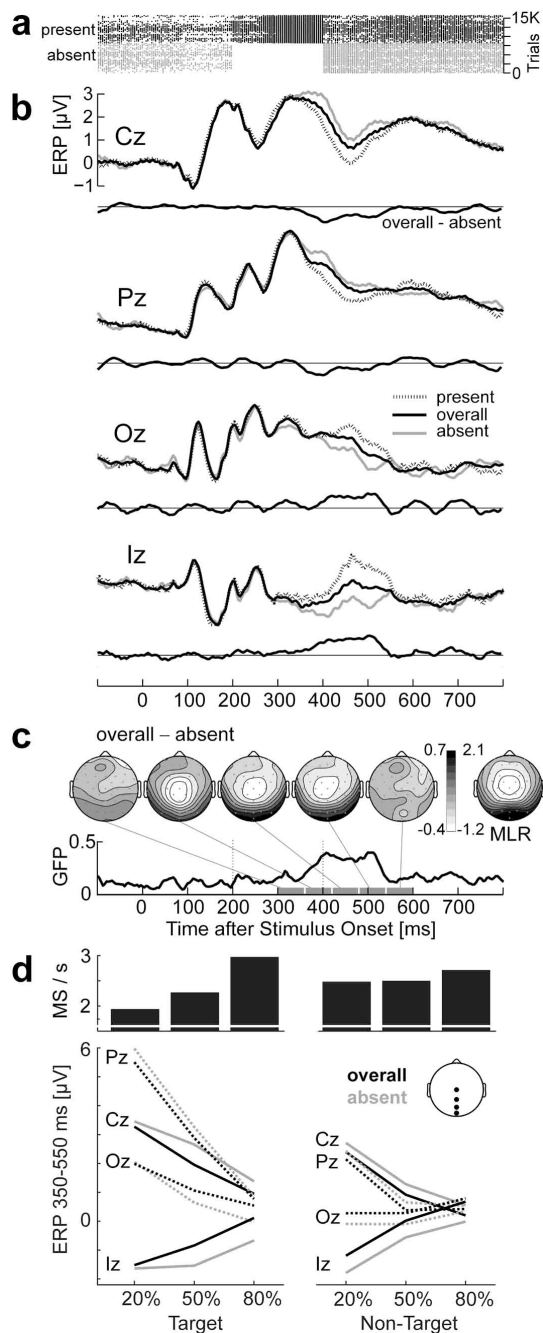 a
present
absent
15K
Trials
0
b
Cz
ERP [µV]
3
2
1
0
−1
overall - absent
Pz
present
overall
absent
Oz
Iz
0 100 200 300 400 500 600 700
c
overall – absent
0.7 2.1
-0.4 -1.2
MLR
GFP
0.5
0
0 100 200 300 400 500 600 700
Time after Stimulus Onset [ms]
d
MS / s
3
2
ERP 350-550 ms [µV]
6
0
Pz
Cz
Oz
Iz
overall
absent
Cz
Pz
Oz
Iz
20% 50% 80% 20% 50% 80%
Target Non-Target